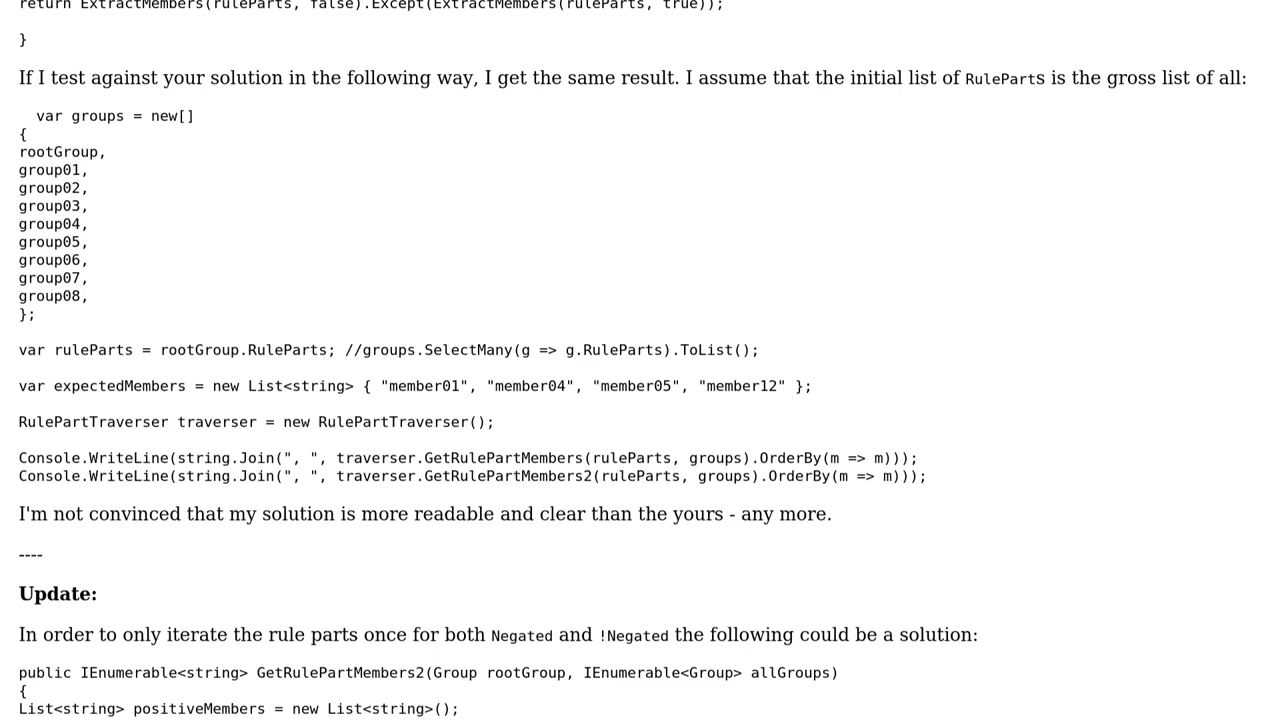 return ExtractMembers(ruleParts, false).Except(ExtractMembers(ruleParts, true));
}
If I test against your solution in the following way, I get the same result. I assume that the initial list of RuleParts is the gross list of all:
var groups = new[]
{
rootGroup,
group01,
group02,
group03,
group04,
group05,
group06,
group07,
group08,
};
var ruleParts = rootGroup.RuleParts; //groups.SelectMany(g => g.RuleParts).ToList();
var expectedMembers = new List<string> { "member01", "member04", "member05", "member12" };
RulePartTraverser traverser = new RulePartTraverser();
Console.WriteLine(string.Join(", ", traverser.GetRulePartMembers(ruleParts, groups).OrderBy(m => m)));
Console.WriteLine(string.Join(", ", traverser.GetRulePartMembers2(ruleParts, groups).OrderBy(m => m)));
I'm not convinced that my solution is more readable and clear than the yours - any more.
----
Update:
In order to only iterate the rule parts once for both Negated and !Negated the following could be a solution:
public IEnumerable<string> GetRulePartMembers2(Group rootGroup, IEnumerable<Group> allGroups)
{
List<string> positiveMembers = new List<string>();